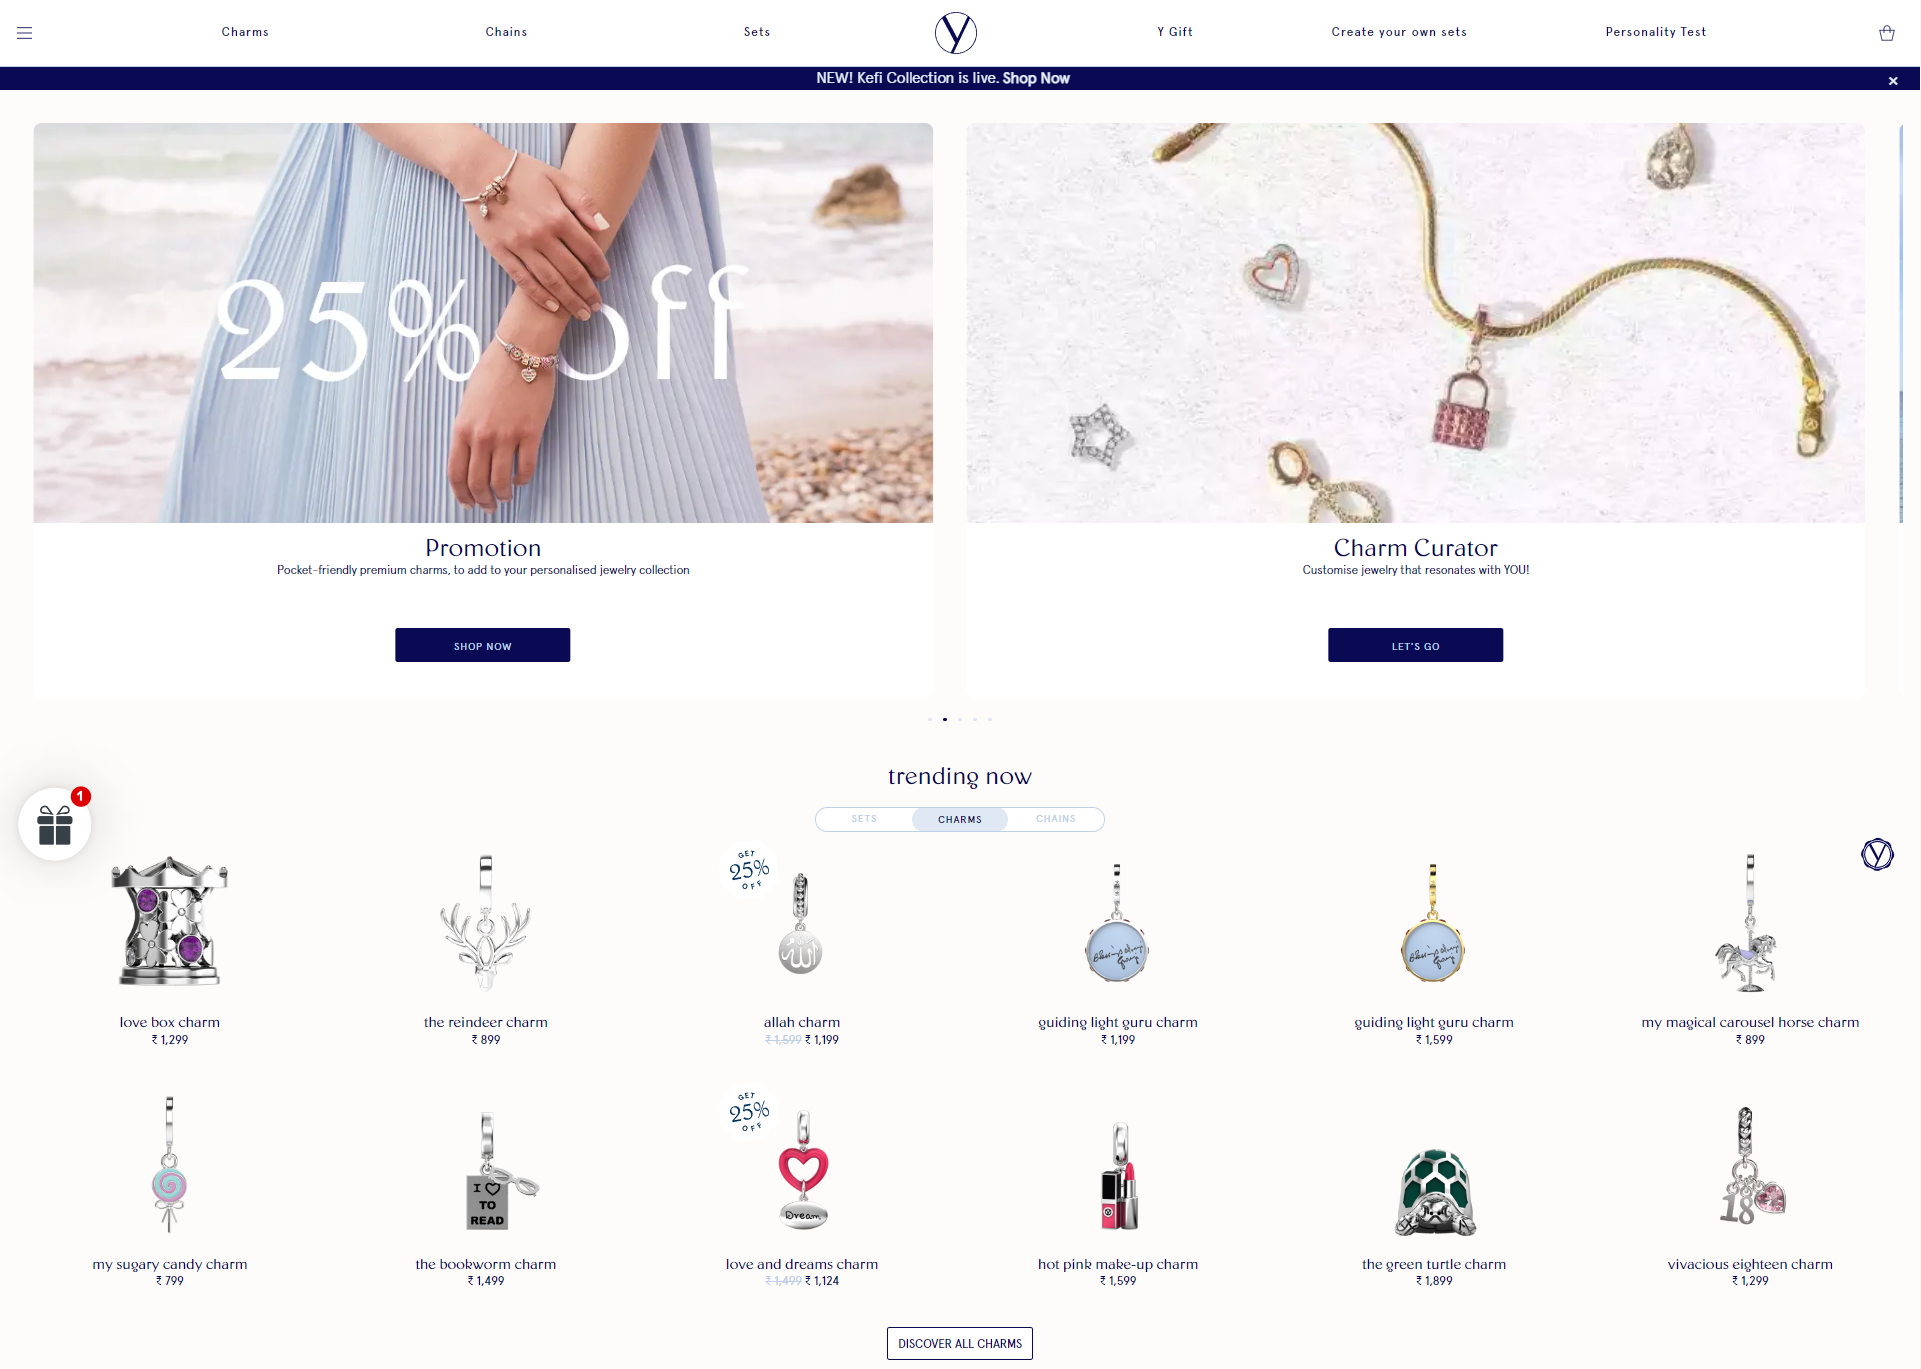 Charms
Chains
Sets
Y
Y Gift
Create your own sets
Personality Test
NEW! Kefi Collection is live. Shop Now
25% off
Promotion
Pocket-friendly premium charms, to add to your personalised jewelry collection
SHOP NOW
Charm Curator
Customise jewelry that resonates with YOU!
LET'S GO
trending now
1
SETS
CHARMS
CHAINS
GET
25%
OFF
الله
Y
love box charm
₹ 1,299
the reindeer charm
₹ 899
allah charm
₹ 1,599 ₹ 1,199
guiding light guru charm
₹ 1,199
guiding light guru charm
₹ 1,599
my magical carousel horse charm
₹ 899
GET
25%
OFF
I
TO
READ
Dream
18
my sugary candy charm
₹ 799
the bookworm charm
₹ 1,499
love and dreams charm
₹ 1,499 ₹ 1,124
hot pink make-up charm
₹ 1,599
the green turtle charm
₹ 1,899
vivacious eighteen charm
₹ 1,299
DISCOVER ALL CHARMS